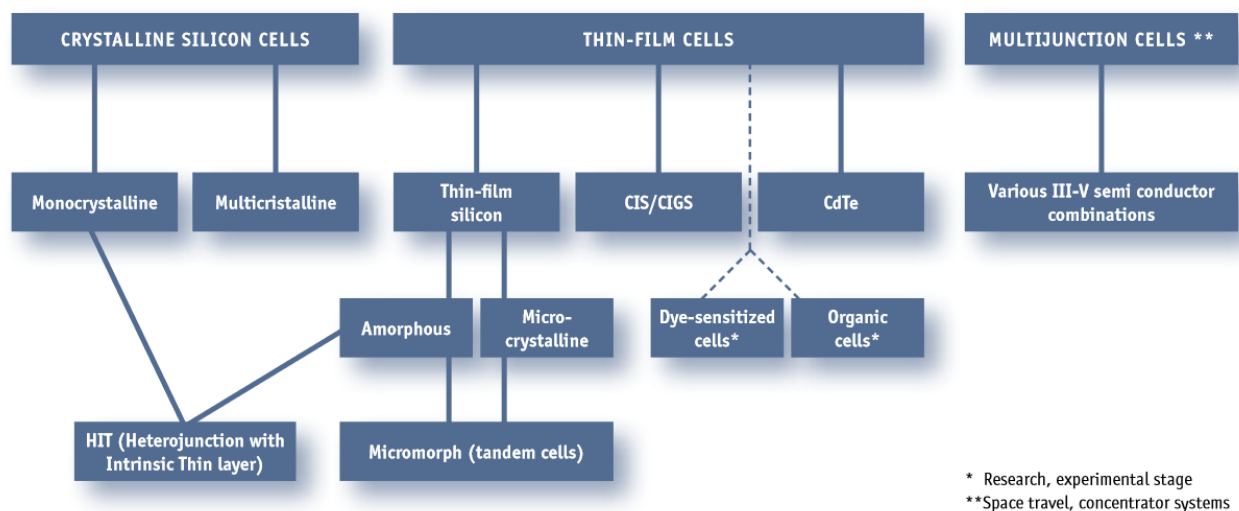 CRYSTALLINE SILICON CELLS
THIN-FILM CELLS
MULTIJUNCTION CELLS **
Monocrystalline
Multicristalline
Thin-film
silicon
CIS/CIGS
CdTe
Various III-V semi conductor
combinations
Amorphous
Micro-
crystalline
Dye-sensitized
cells*
Organic
cells*
HIT (Heterojunction with
Intrinsic Thin layer)
Micromorph (tandem cells)
* Research, experimental stage
**Space travel, concentrator systems